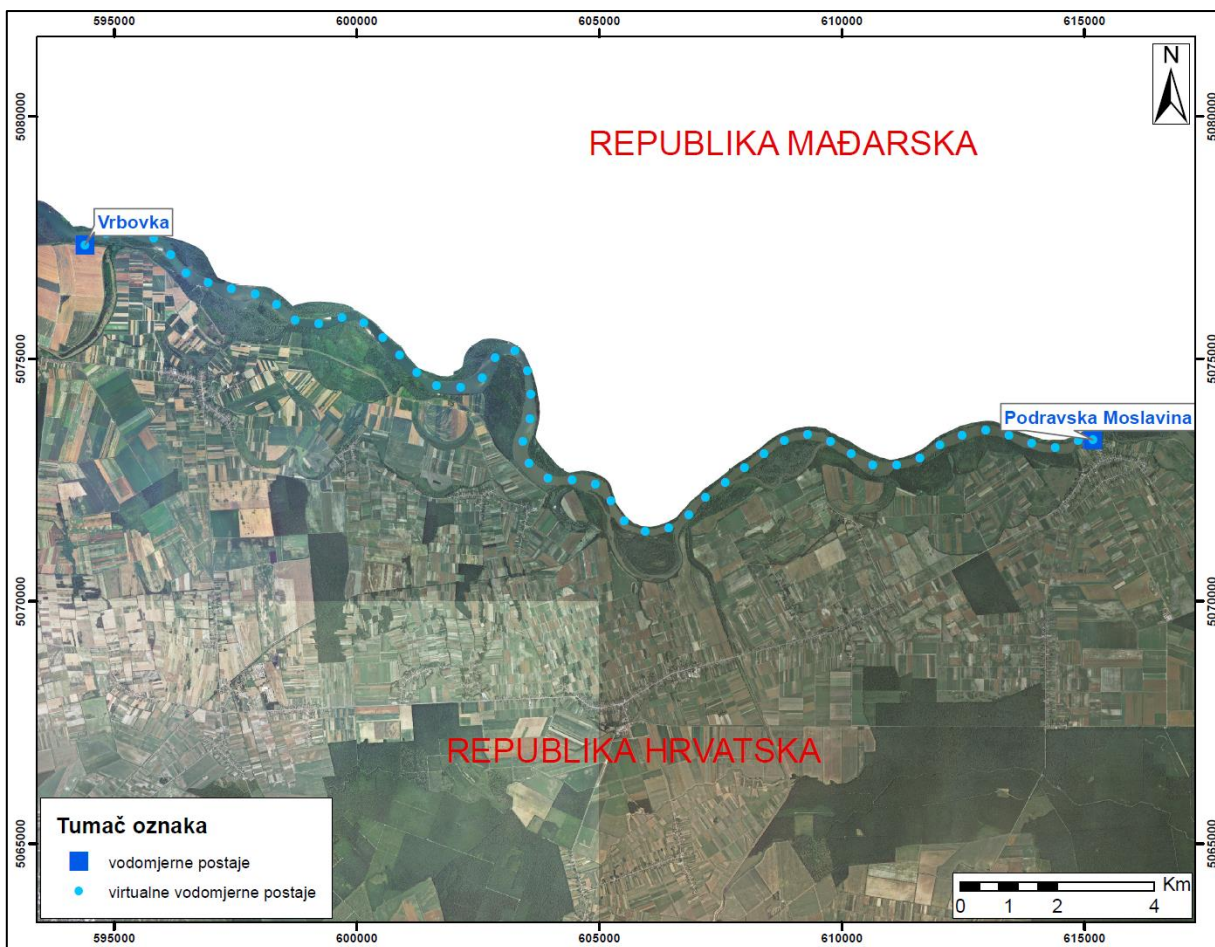 595000 600000 605000 610000 615000
N
5080000 5080000
REPUBLIKA MAĐARSKA
Vrbovka
5075000 5075000
Podravska Moslavina
5070000 5070000
REPUBLIKA HRVATSKA
Tumač oznaka
vodomjerne postaje
virtualne vodomjerne postaje
5065000 5065000
Km
0 1 2 4
595000 600000 605000 610000 615000